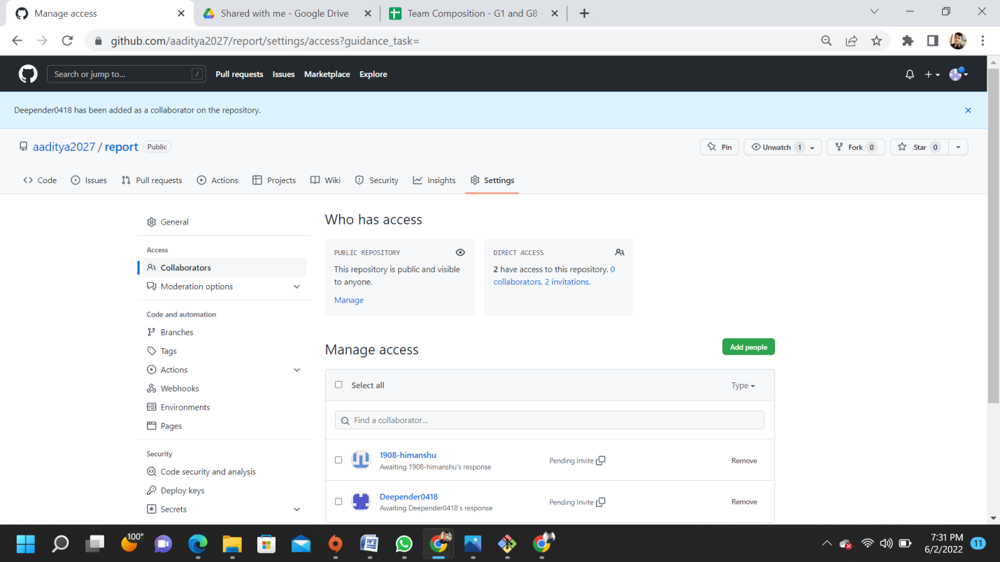 Manage access
Shared with me - Google Drive
Team Composition - G1 and G8 -
github.com/aaditya2027/report/settings/access?guidance_task=
Search or jump to...
/
Pull requests
Issues
Marketplace
Explore
Deepender0418 has been added as a collaborator on the repository.
aaditya2027 / report
Public
Pin
Unwatch 1
Fork 0
Star 0
Code
Issues
Pull requests
Actions
Projects
Wiki
Security
Insights
Settings
General
Access
Collaborators
Moderation options
Code and automation
Branches
Tags
Actions
Webhooks
Environments
Pages
Security
Code security and analysis
Deploy keys
Secrets
Who has access
PUBLIC REPOSITORY
This repository is public and visible
to anyone.
Manage
DIRECT ACCESS
2 have access to this repository. 0
collaborators. 2 invitations.
Manage access
Add people
Select all
Type
Find a collaborator...
1908-himanshu
Awaiting 1908-himanshu's response
Pending Invite
Remove
Deepender0418
Awaiting Deepender0418's response
Pending Invite
Remove
100°
7:31 PM
6/2/2022
11